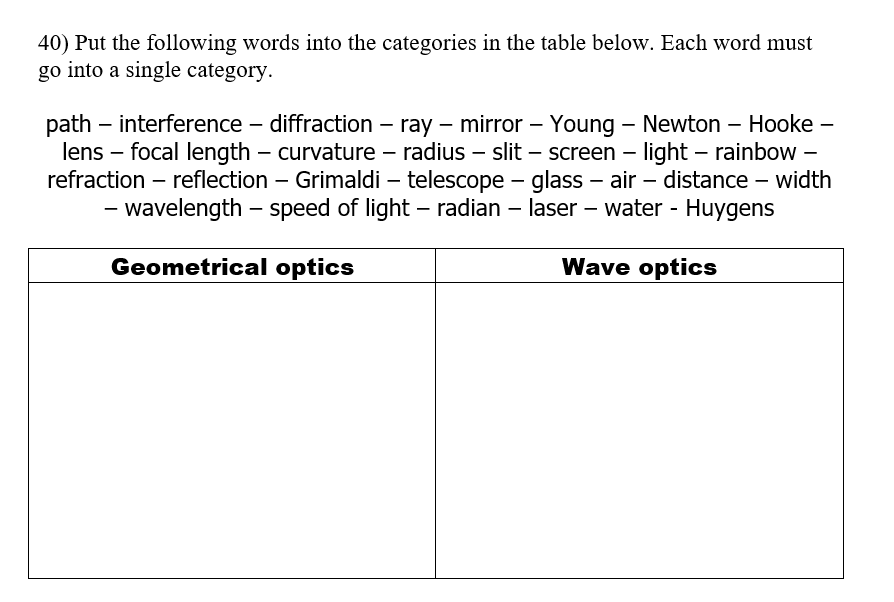 40) Put the following words into the categories in the table below. Each word must
go into a single category.
path – interference – diffraction – ray – mirror – Young – Newton – Hooke –
lens – focal length – curvature – radius – slit – screen – light – rainbow –
refraction – reflection – Grimaldi – telescope – glass – air – distance – width
– wavelength – speed of light – radian – laser – water - Huygens
Geometrical optics
Wave optics